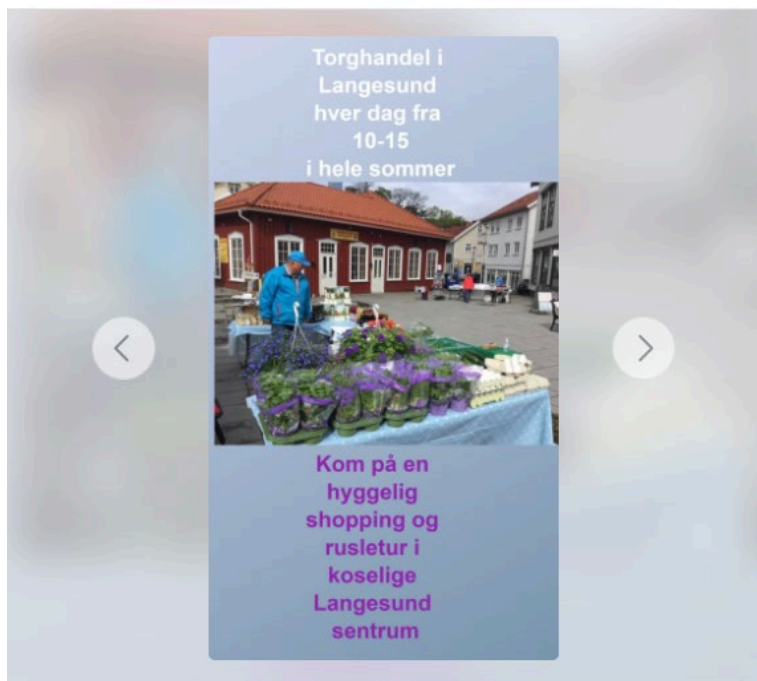 Torghandel i
Langesund
hver dag fra
10-15
i hele sommer
Kom på en
hyggelig
shopping og
rusletur i
koselige
Langesund
sentrum